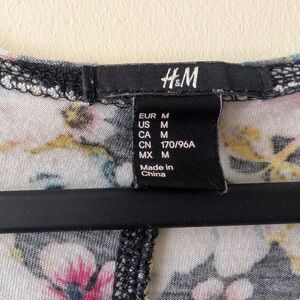 H&M
EUR M
US M
CA M
CN 170/96A
MX M
Made in
China